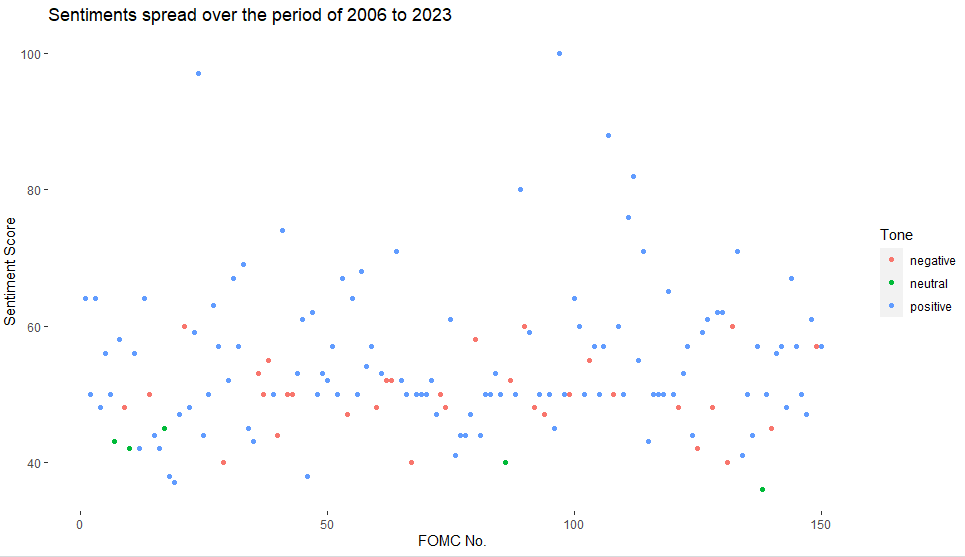 Sentiments spread over the period of 2006 to 2023
100
80
60
40
Sentiment Score
0
50
100
150
FOMC No.
Tone
negative
neutral
positive